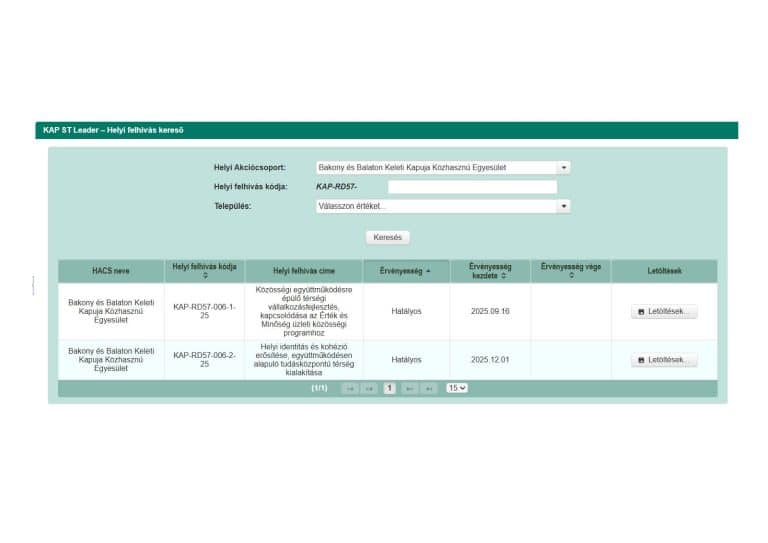 KAP ST Leader – Helyi felhívás kereső
Helyi Akciócsoport:
Bakony és Balaton Keleti Kapuja Közhasznú Egyesület
Helyi felhívás kódja:
KAP-RD57-
Település:
Válasszon értéket...
Keresés
HACS neve
Helyi felhívás kódja
Helyi felhívás címe
Érvényesség
Érvényesség
kezdete
Érvényesség vége
Letöltések
Bakony és Balaton Keleti
Kapuja Közhasznú
Egyesület
KAP-RD57-006-1-
25
Közösségi együttműködésre
épülő térségi
vállalkozásfejlesztés,
kapcsolódása az Érték és
Minőség üzleti közösségi
programhoz
Hatályos
2025.09.16
Letöltések...
Bakony és Balaton Keleti
Kapuja Közhasznú
Egyesület
KAP-RD57-006-2-
25
Helyi identitás és kohézió
erősítése, együttműködésen
alapuló tudásközpontú térség
kialakítása
Hatályos
2025.12.01
Letöltések...
(1/1)
1
15